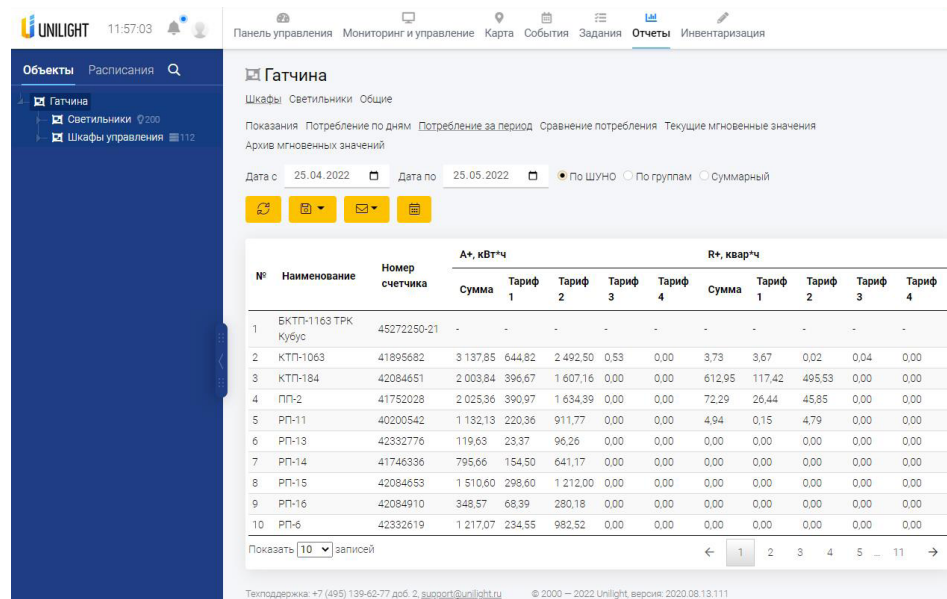 UNILIGHT 11:57:03
Панель управления Мониторинг и управление Карта События Задания Отчеты Инвентаризация
Объекты Расписания
Гатчина
Светильники 200
Шкафы управления 112
Гатчина
Шкафы Светильники Общие
Показания Потребление по дням Потребление за период Сравнение потребления Текущие мгновенные значения
Архив мгновенных значений
Дата с 25.04.2022 Дата по 25.05.2022 По ШУНО По группам Суммарный
№ Наименование Номер счетчика A+, кВт*ч R+, квар*ч
Сумма Тариф 1 Тариф 2 Тариф 3 Тариф 4 Сумма Тариф 1 Тариф 2 Тариф 3 Тариф 4
1 БКТП-1163 ТРК Кубус 45272250-21 - - - - - - - - - -
2 КТП-1063 41895682 3 137,85 644,82 2 492,50 0,53 0,00 3,73 3,67 0,02 0,04 0,00
3 КТП-184 42084651 2 003,84 396,67 1 607,16 0,00 0,00 612,95 117,42 495,53 0,00 0,00
4 ПП-2 41752028 2 025,36 390,97 1 634,39 0,00 0,00 72,29 26,44 45,85 0,00 0,00
5 РП-11 40200542 1 132,13 220,36 911,77 0,00 0,00 4,94 0,15 4,79 0,00 0,00
6 РП-13 42332776 119,63 23,37 96,26 0,00 0,00 0,00 0,00 0,00 0,00 0,00
7 РП-14 41746336 795,66 154,50 641,17 0,00 0,00 0,00 0,00 0,00 0,00 0,00
8 РП-15 42084653 1 510,60 298,60 1 212,00 0,00 0,00 0,00 0,00 0,00 0,00 0,00
9 РП-16 42084910 348,57 68,39 280,18 0,00 0,00 0,00 0,00 0,00 0,00 0,00
10 РП-6 42332619 1 217,07 234,55 982,52 0,00 0,00 0,00 0,00 0,00 0,00 0,00
Показать 10 записей ← 1 2 3 4 5 … 11 →
Техподдержка: +7 (495) 139-62-77 доб. 2, support@unilight.ru © 2000 — 2022 Unilight, версия: 2020.08.13.111